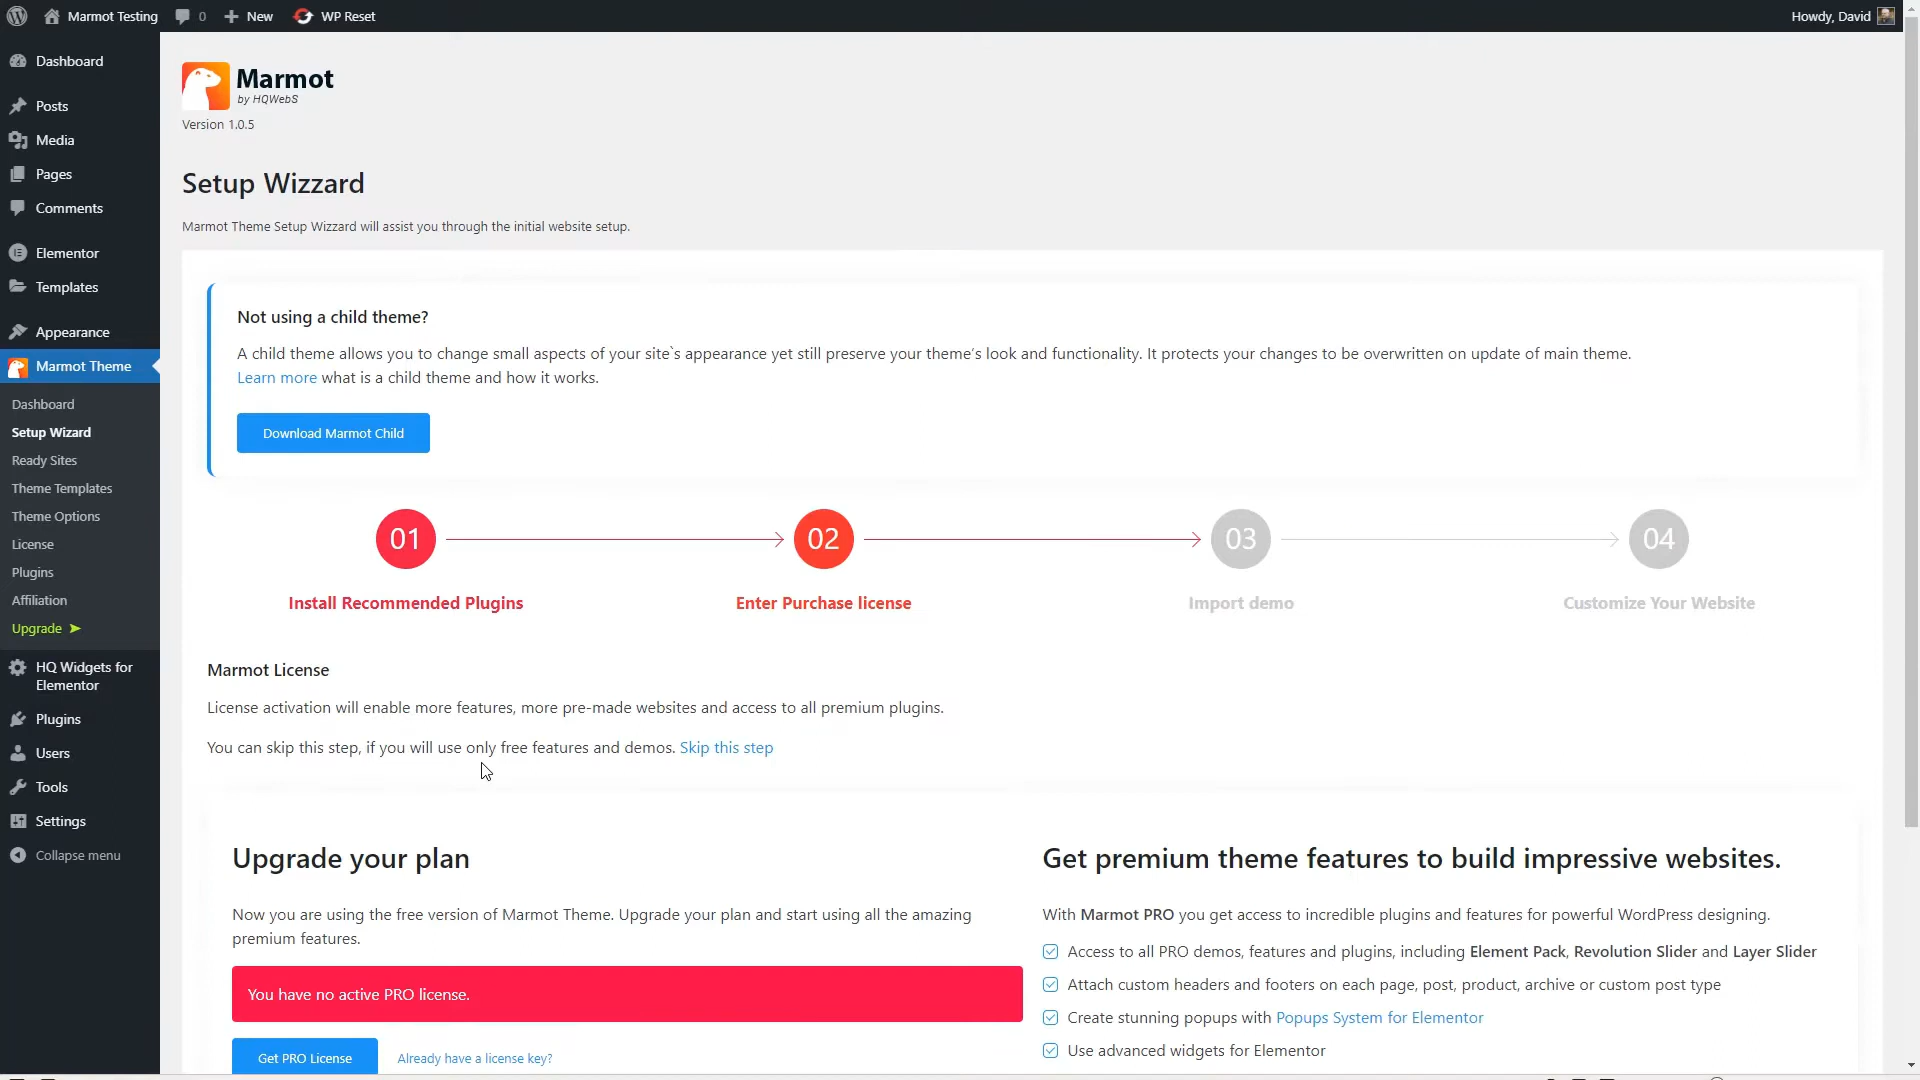 Marmot Testing 0 New WP Reset Howdy, David
Dashboard
Posts
Media
Pages
Comments
Elementor
Templates
Appearance
Marmot Theme
Dashboard
Setup Wizard
Ready Sites
Theme Templates
Theme Options
License
Plugins
Affiliation
Upgrade ➤
HQ Widgets for
Elementor
Plugins
Users
Tools
Settings
Collapse menu
Marmot
by HQWebS
Version 1.0.5
Setup Wizzard
Marmot Theme Setup Wizzard will assist you through the initial website setup.
Not using a child theme?
A child theme allows you to change small aspects of your site`s appearance yet still preserve your theme's look and functionality. It protects your changes to be overwritten on update of main theme.
Learn more what is a child theme and how it works.
Download Marmot Child
01 02 03 04
Install Recommended Plugins Enter Purchase license Import demo Customize Your Website
Marmot License
License activation will enable more features, more pre-made websites and access to all premium plugins.
You can skip this step, if you will use only free features and demos. Skip this step
Upgrade your plan
Now you are using the free version of Marmot Theme. Upgrade your plan and start using all the amazing
premium features.
You have no active PRO license.
Get PRO License Already have a license key?
Get premium theme features to build impressive websites.
With Marmot PRO you get access to incredible plugins and features for powerful WordPress designing.
Access to all PRO demos, features and plugins, including Element Pack, Revolution Slider and Layer Slider
Attach custom headers and footers on each page, post, product, archive or custom post type
Create stunning popups with Popups System for Elementor
Use advanced widgets for Elementor